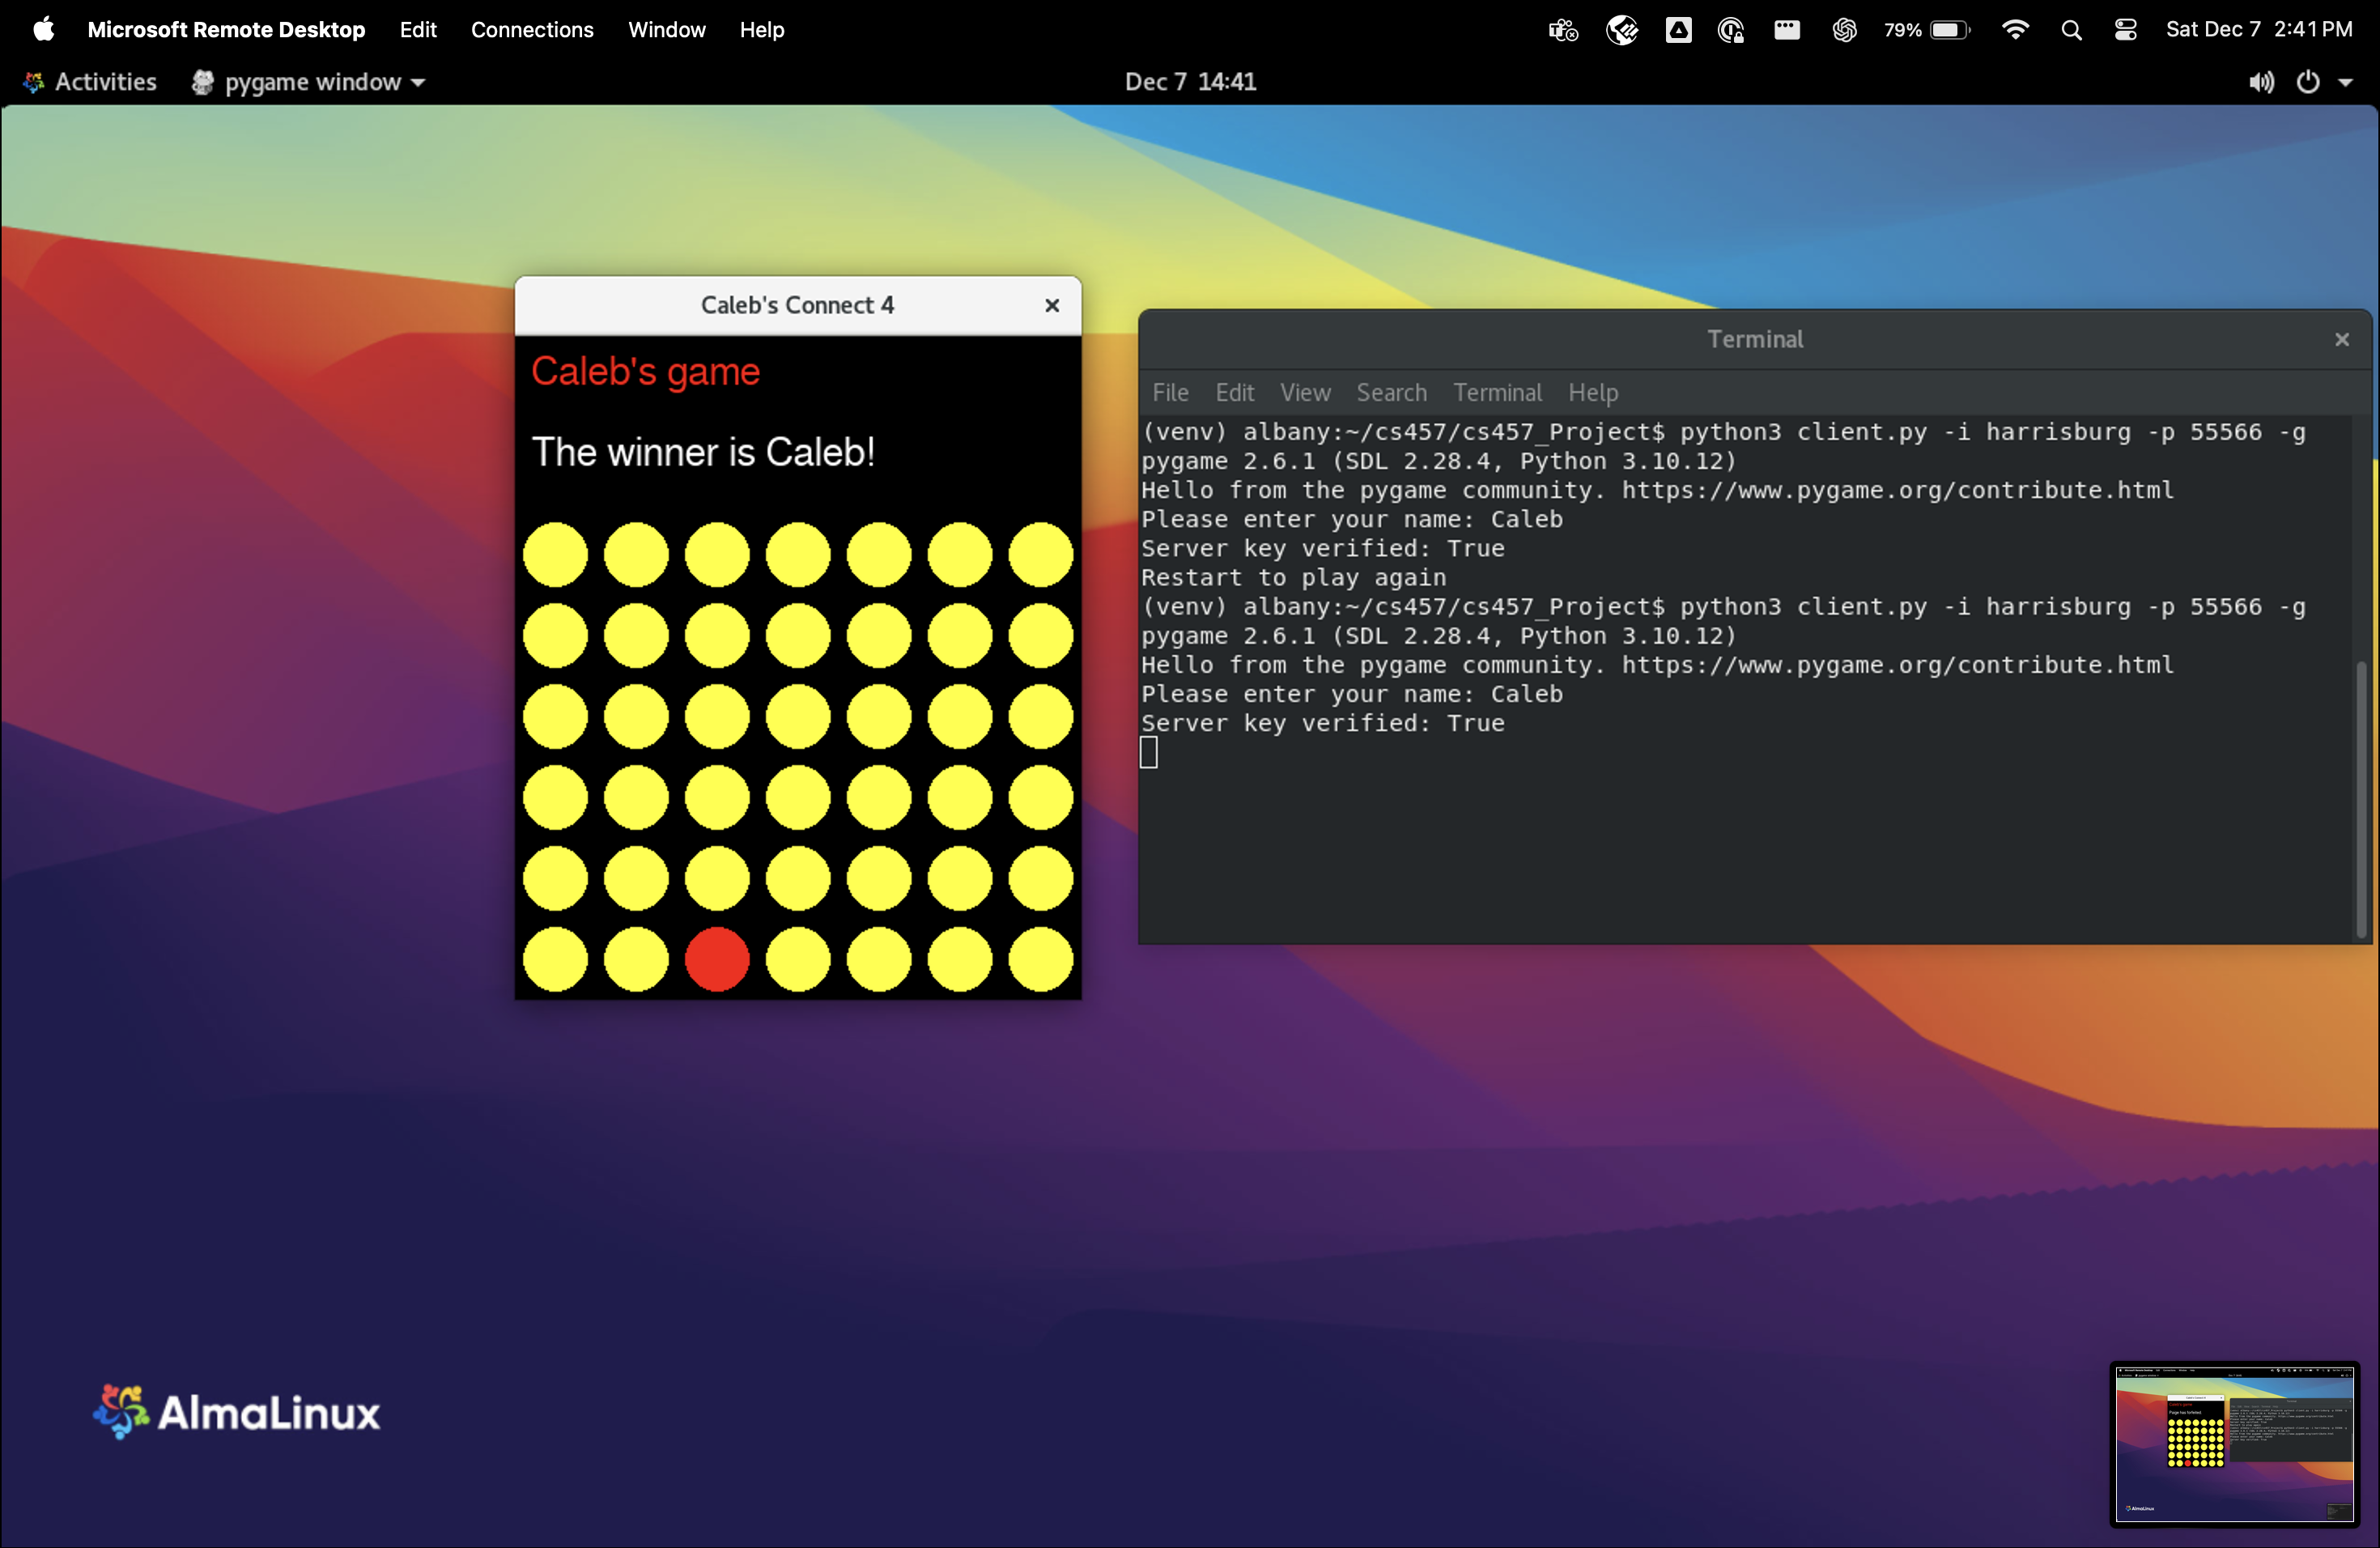 Microsoft Remote Desktop Edit Connections Window Help 79% Sat Dec 7 2:41 PM
Activities pygame window Dec 7 14:41
Caleb's Connect 4
Caleb's game
The winner is Caleb!
Terminal
File Edit View Search Terminal Help
(venv) albany:~/cs457/cs457_Project$ python3 client.py -i harrisburg -p 55566 -g
pygame 2.6.1 (SDL 2.28.4, Python 3.10.12)
Hello from the pygame community. https://www.pygame.org/contribute.html
Please enter your name: Caleb
Server key verified: True
Restart to play again
(venv) albany:~/cs457/cs457_Project$ python3 client.py -i harrisburg -p 55566 -g
pygame 2.6.1 (SDL 2.28.4, Python 3.10.12)
Hello from the pygame community. https://www.pygame.org/contribute.html
Please enter your name: Caleb
Server key verified: True
AlmaLinux